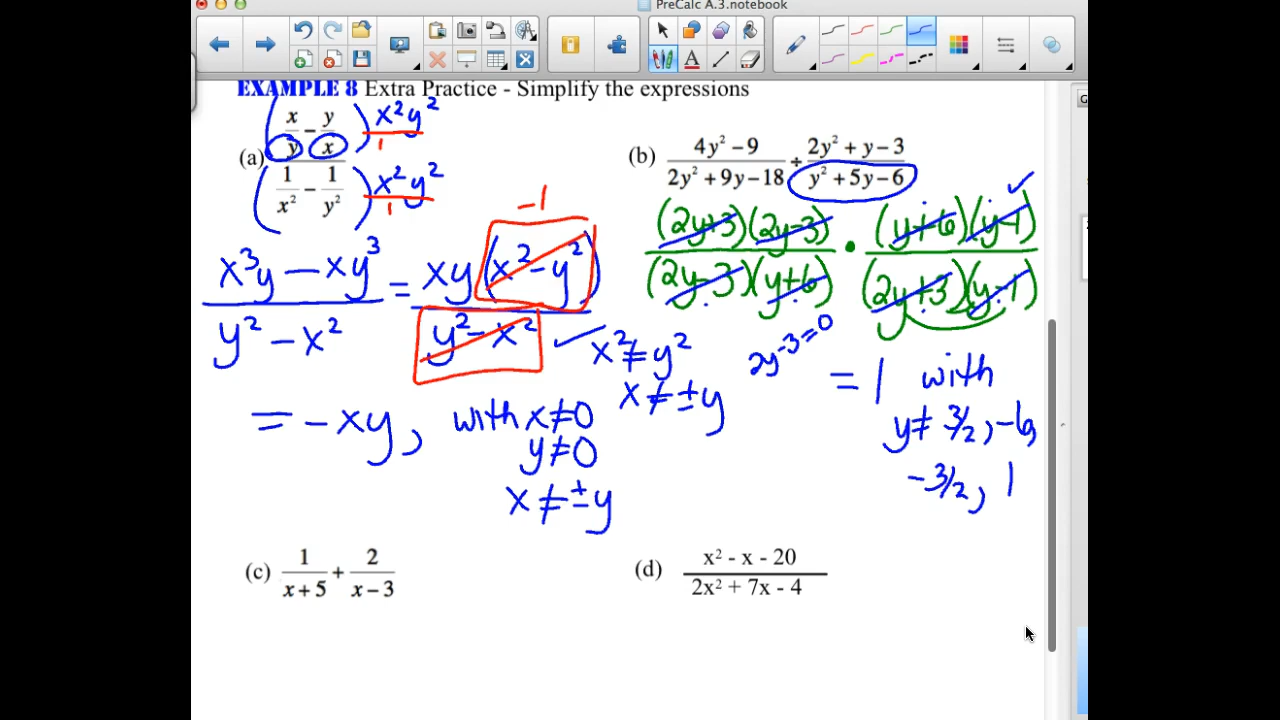 PreCalc A.3.notebook
EXAMPLE 8 Extra Practice - Simplify the expressions
(a) (x/y − y/x) x²y²/1
(1/x² − 1/y²) x²y²/1
(x³y − xy³)/(y² − x²) = xy(x² − y²)/(y² − x²)
−1
✓ x² ≠ y²
x ≠ ±y
= −xy, with x ≠ 0
y ≠ 0
x ≠ ±y
(b) (4y² − 9)/(2y² + 9y − 18) ÷ (2y² + y − 3)/(y² + 5y − 6)
(2y+3)(2y−3)/(2y−3)(y+6) • (y+6)(y−1)/(2y+3)(y−1)
✓
2y−3=0
= 1 with
y ≠ 3/2, −6,
−3/2, 1
(c) 1/(x + 5) + 2/(x − 3)
(d) (x² - x - 20)/(2x² + 7x - 4)